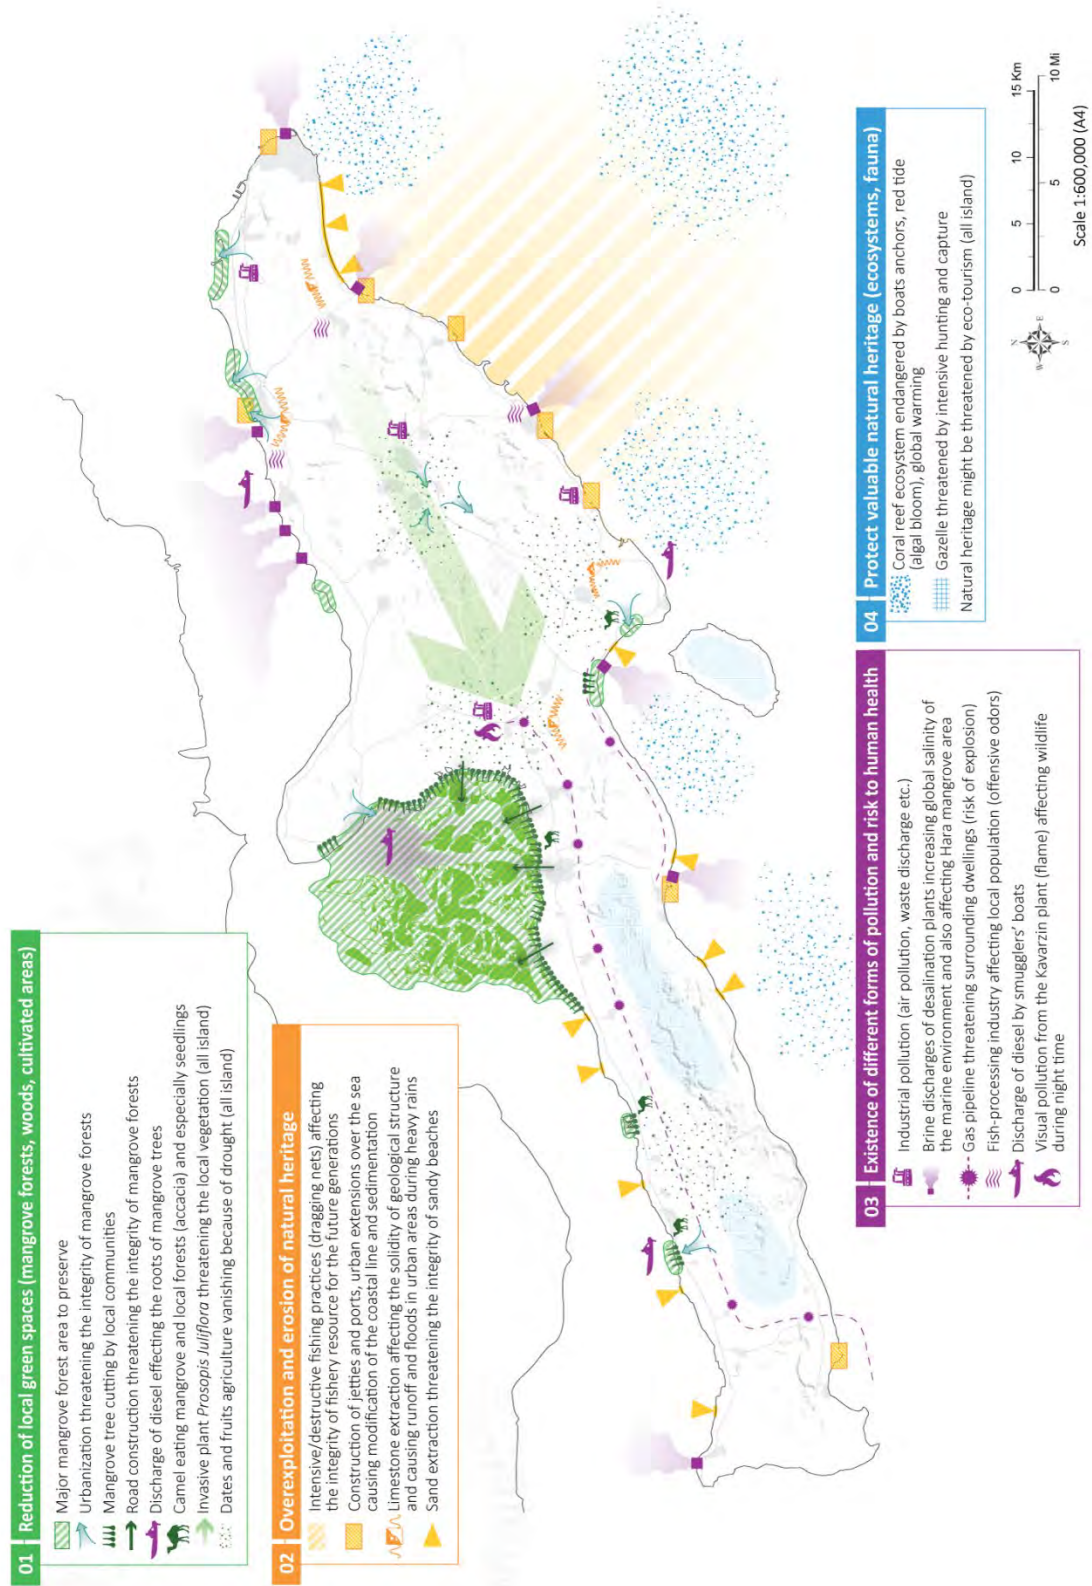 01 Reduction of local green spaces (mangrove forests, woods, cultivated areas)
Major mangrove forest area to preserve
Urbanization threatening the integrity of mangrove forests
Mangrove tree cutting by local communities
Road construction threatening the integrity of mangrove forests
Discharge of diesel effecting the roots of mangrove trees
Camel eating mangrove and local forests (accacia) and especially seedlings
Invasive plant Prosopis Juliflora threatening the local vegetation (all island)
Dates and fruits agriculture vanishing because of drought (all island)
02 Overexploitation and erosion of natural heritage
Intensive/destructive fishing practices (dragging nets) affecting
the integrity of fishery resource for the future generations
Construction of jetties and ports, urban extensions over the sea
causing modification of the coastal line and sedimentation
Limestone extraction affecting the solidity of geological structure
and causing runoff and floods in urban areas during heavy rains
Sand extraction threatening the integrity of sandy beaches
03 Existence of different forms of pollution and risk to human health
Industrial pollution (air pollution, waste discharge etc.)
Brine discharges of desalination plants increasing global salinity of
the marine environment and also affecting Hara mangrove area
Gas pipeline threatening surrounding dwellings (risk of explosion)
Fish-processing industry affecting local population (offensive odors)
Discharge of diesel by smugglers' boats
Visual pollution from the Kavarzin plant (flame) affecting wildlife
during night time
04 Protect valuable natural heritage (ecosystems, fauna)
Coral reef ecosystem endangered by boats anchors, red tide
(algal bloom), global warming
Gazelle threatened by intensive hunting and capture
Natural heritage might be threatened by eco-tourism (all island)
N
W E
S
0 5 10 15 Km
0 5 10 Mi
Scale 1:600,000 (A4)